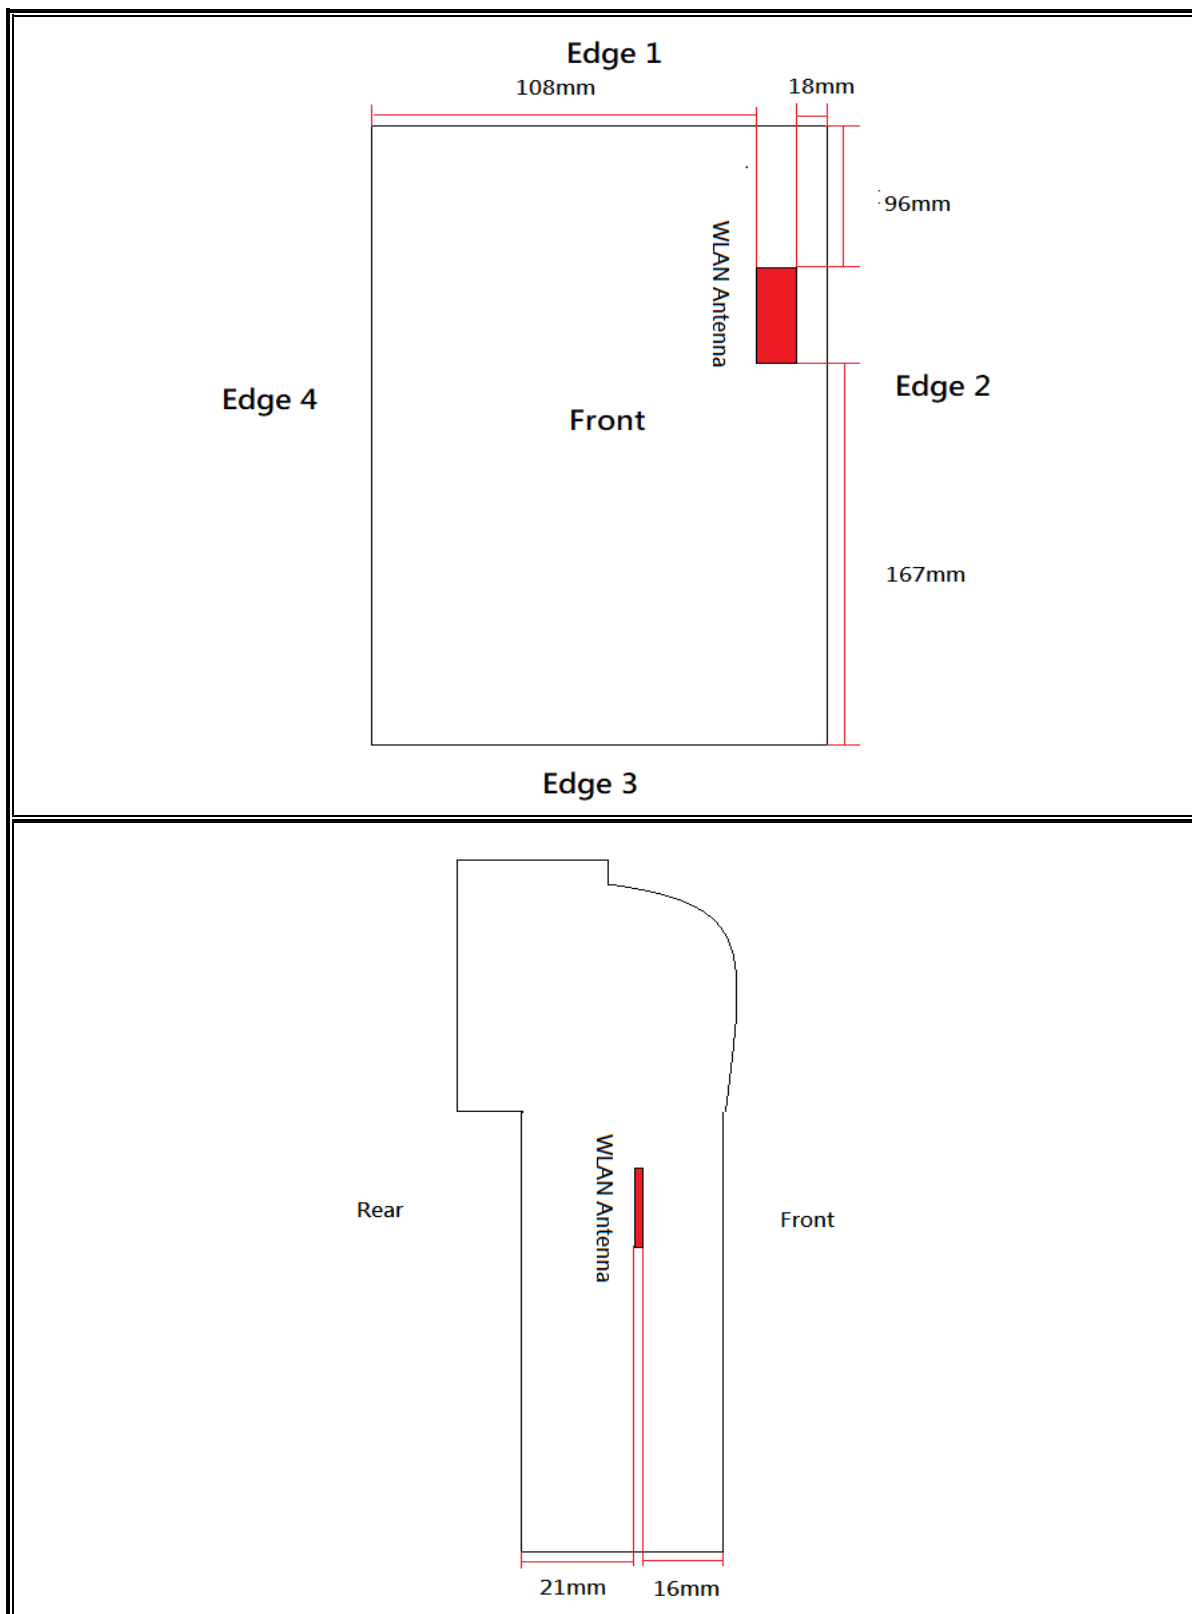 Edge 1
108mm
18mm
96mm
WLAN Antenna
Edge 2
Edge 4
Front
167mm
Edge 3
WLAN Antenna
Rear
Front
21mm
16mm